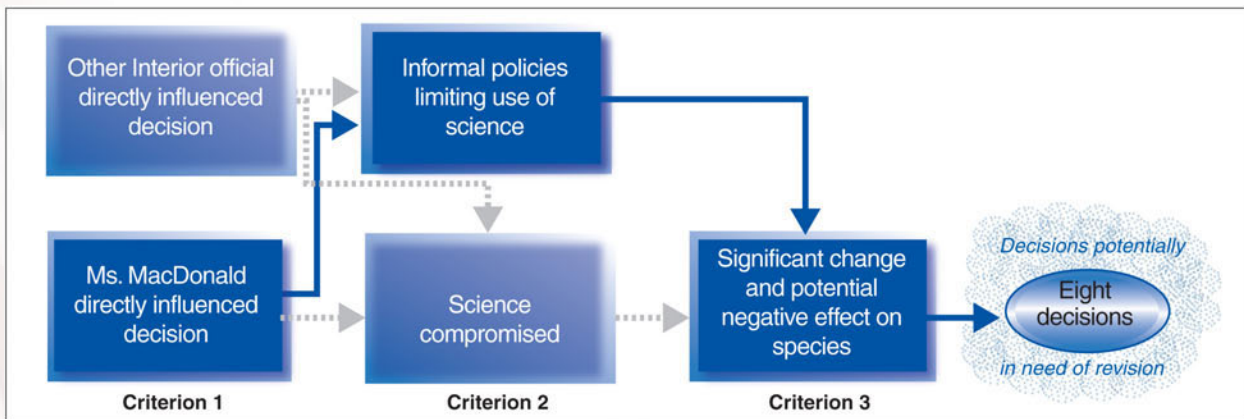 Other Interior official
directly influenced
decision
Informal policies
limiting use of
science
Ms. MacDonald
directly influenced
decision
Science
compromised
Significant change
and potential
negative effect on
species
Decisions potentially
Eight
decisions
in need of revision
Criterion 1
Criterion 2
Criterion 3